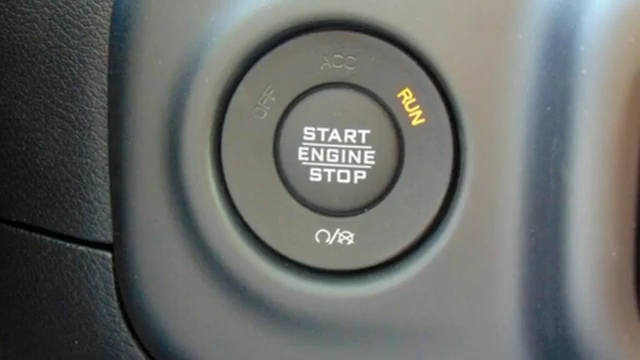 ACC
OFF
RUN
START
ENGINE
STOP